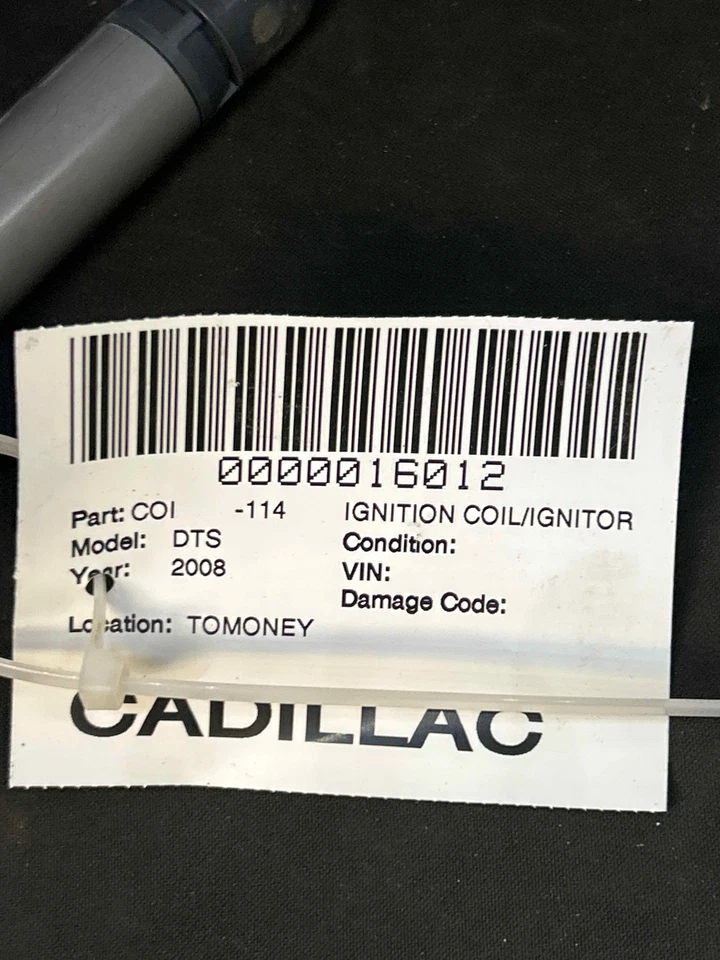 0000016012
Part: COI -114 IGNITION COIL/IGNITOR
Model: DTS Condition:
Year: 2008 VIN:
Damage Code:
Location: TOMONEY
CADILLAC